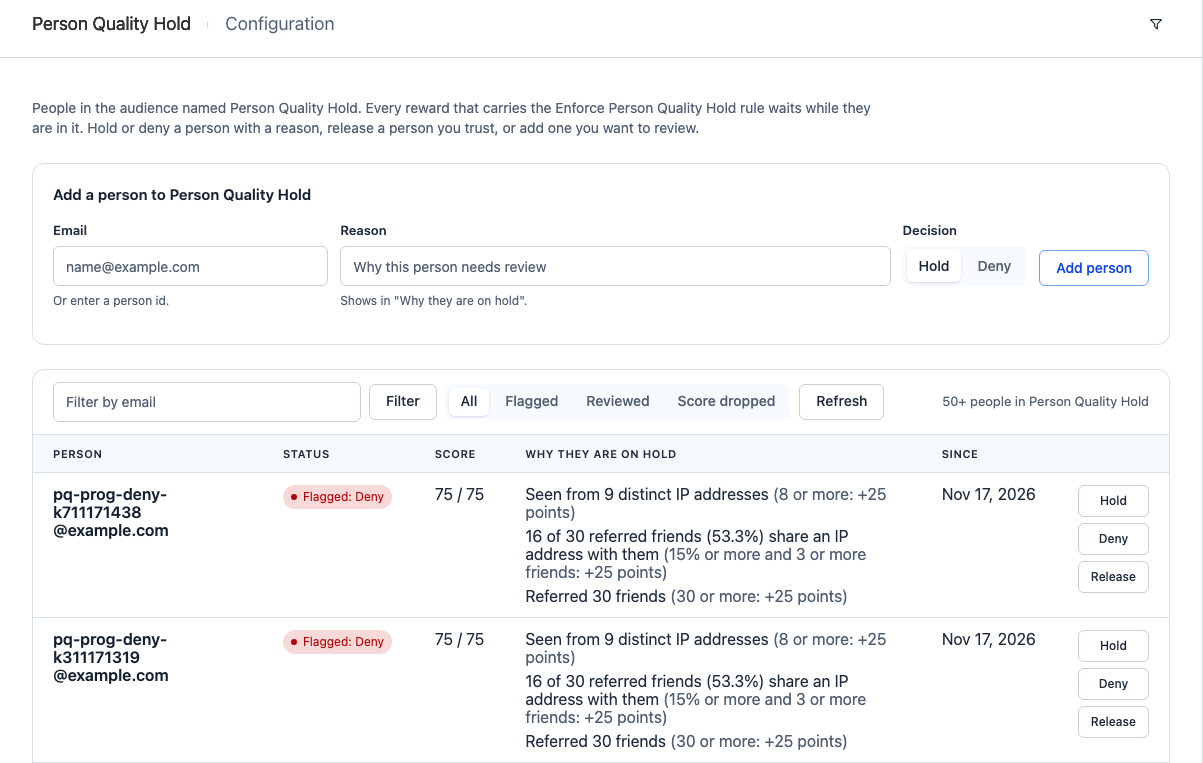 Person Quality Hold
Configuration
People in the audience named Person Quality Hold. Every reward that carries the Enforce Person Quality Hold rule waits while they
are in it. Hold or deny a person with a reason, release a person you trust, or add one you want to review.
Add a person to Person Quality Hold
Email
Reason
Decision
name@example.com
Why this person needs review
Hold
Deny
Add person
Or enter a person id.
Shows in "Why they are on hold".
Filter by email
Filter
All
Flagged
Reviewed
Score dropped
Refresh
50+ people in Person Quality Hold
PERSON
STATUS
SCORE
WHY THEY ARE ON HOLD
SINCE
pq-prog-deny-
k711171438
@example.com
Flagged: Deny
75 / 75
Seen from 9 distinct IP addresses (8 or more: +25
points)
16 of 30 referred friends (53.3%) share an IP
address with them (15% or more and 3 or more
friends: +25 points)
Referred 30 friends (30 or more: +25 points)
Nov 17, 2026
Hold
Deny
Release
pq-prog-deny-
k311171319
@example.com
Flagged: Deny
75 / 75
Seen from 9 distinct IP addresses (8 or more: +25
points)
16 of 30 referred friends (53.3%) share an IP
address with them (15% or more and 3 or more
friends: +25 points)
Referred 30 friends (30 or more: +25 points)
Nov 17, 2026
Hold
Deny
Release